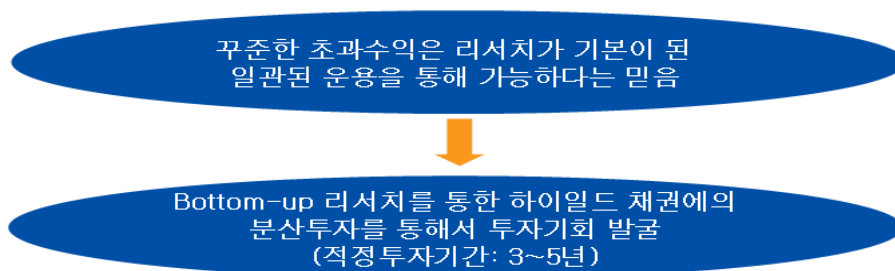 꾸준한 초과수익은 리서치가 기본이 된
일관된 운용을 통해 가능하다는 믿음
Bottom-up 리서치를 통한 하이일드 채권에의
분산투자를 통해서 투자기회 발굴
(적정투자기간: 3~5년)